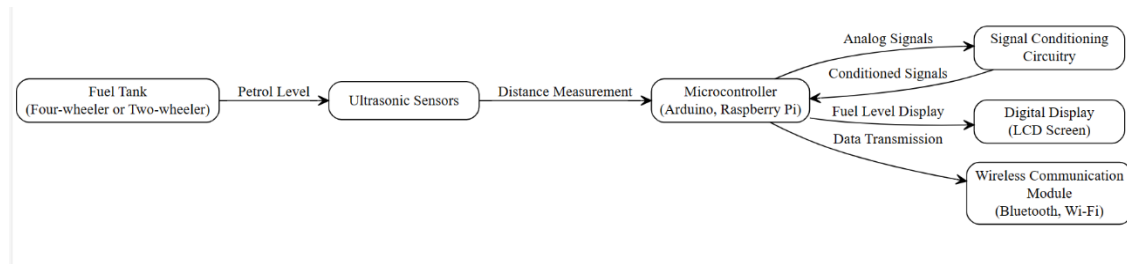 Fuel Tank
(Four-wheeler or Two-wheeler)
Petrol Level
Ultrasonic Sensors
Distance Measurement
Microcontroller
(Arduino, Raspberry Pi)
Analog Signals
Conditioned Signals
Fuel Level Display
Data Transmission
Signal Conditioning
Circuitry
Digital Display
(LCD Screen)
Wireless Communication
Module
(Bluetooth, Wi-Fi)